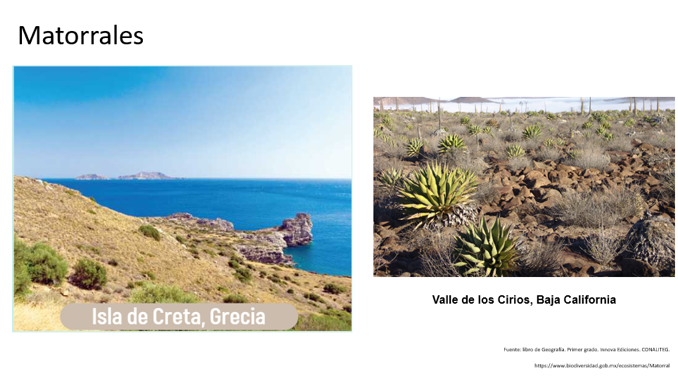 Matorrales
Isla de Creta, Grecia
Valle de los Cirios, Baja California
Fuente: libro de Geografía. Primer grado. Innova Ediciones. CONALITEG.
https://www.biodiversidad.gob.mx/ecosistemas/Matorral